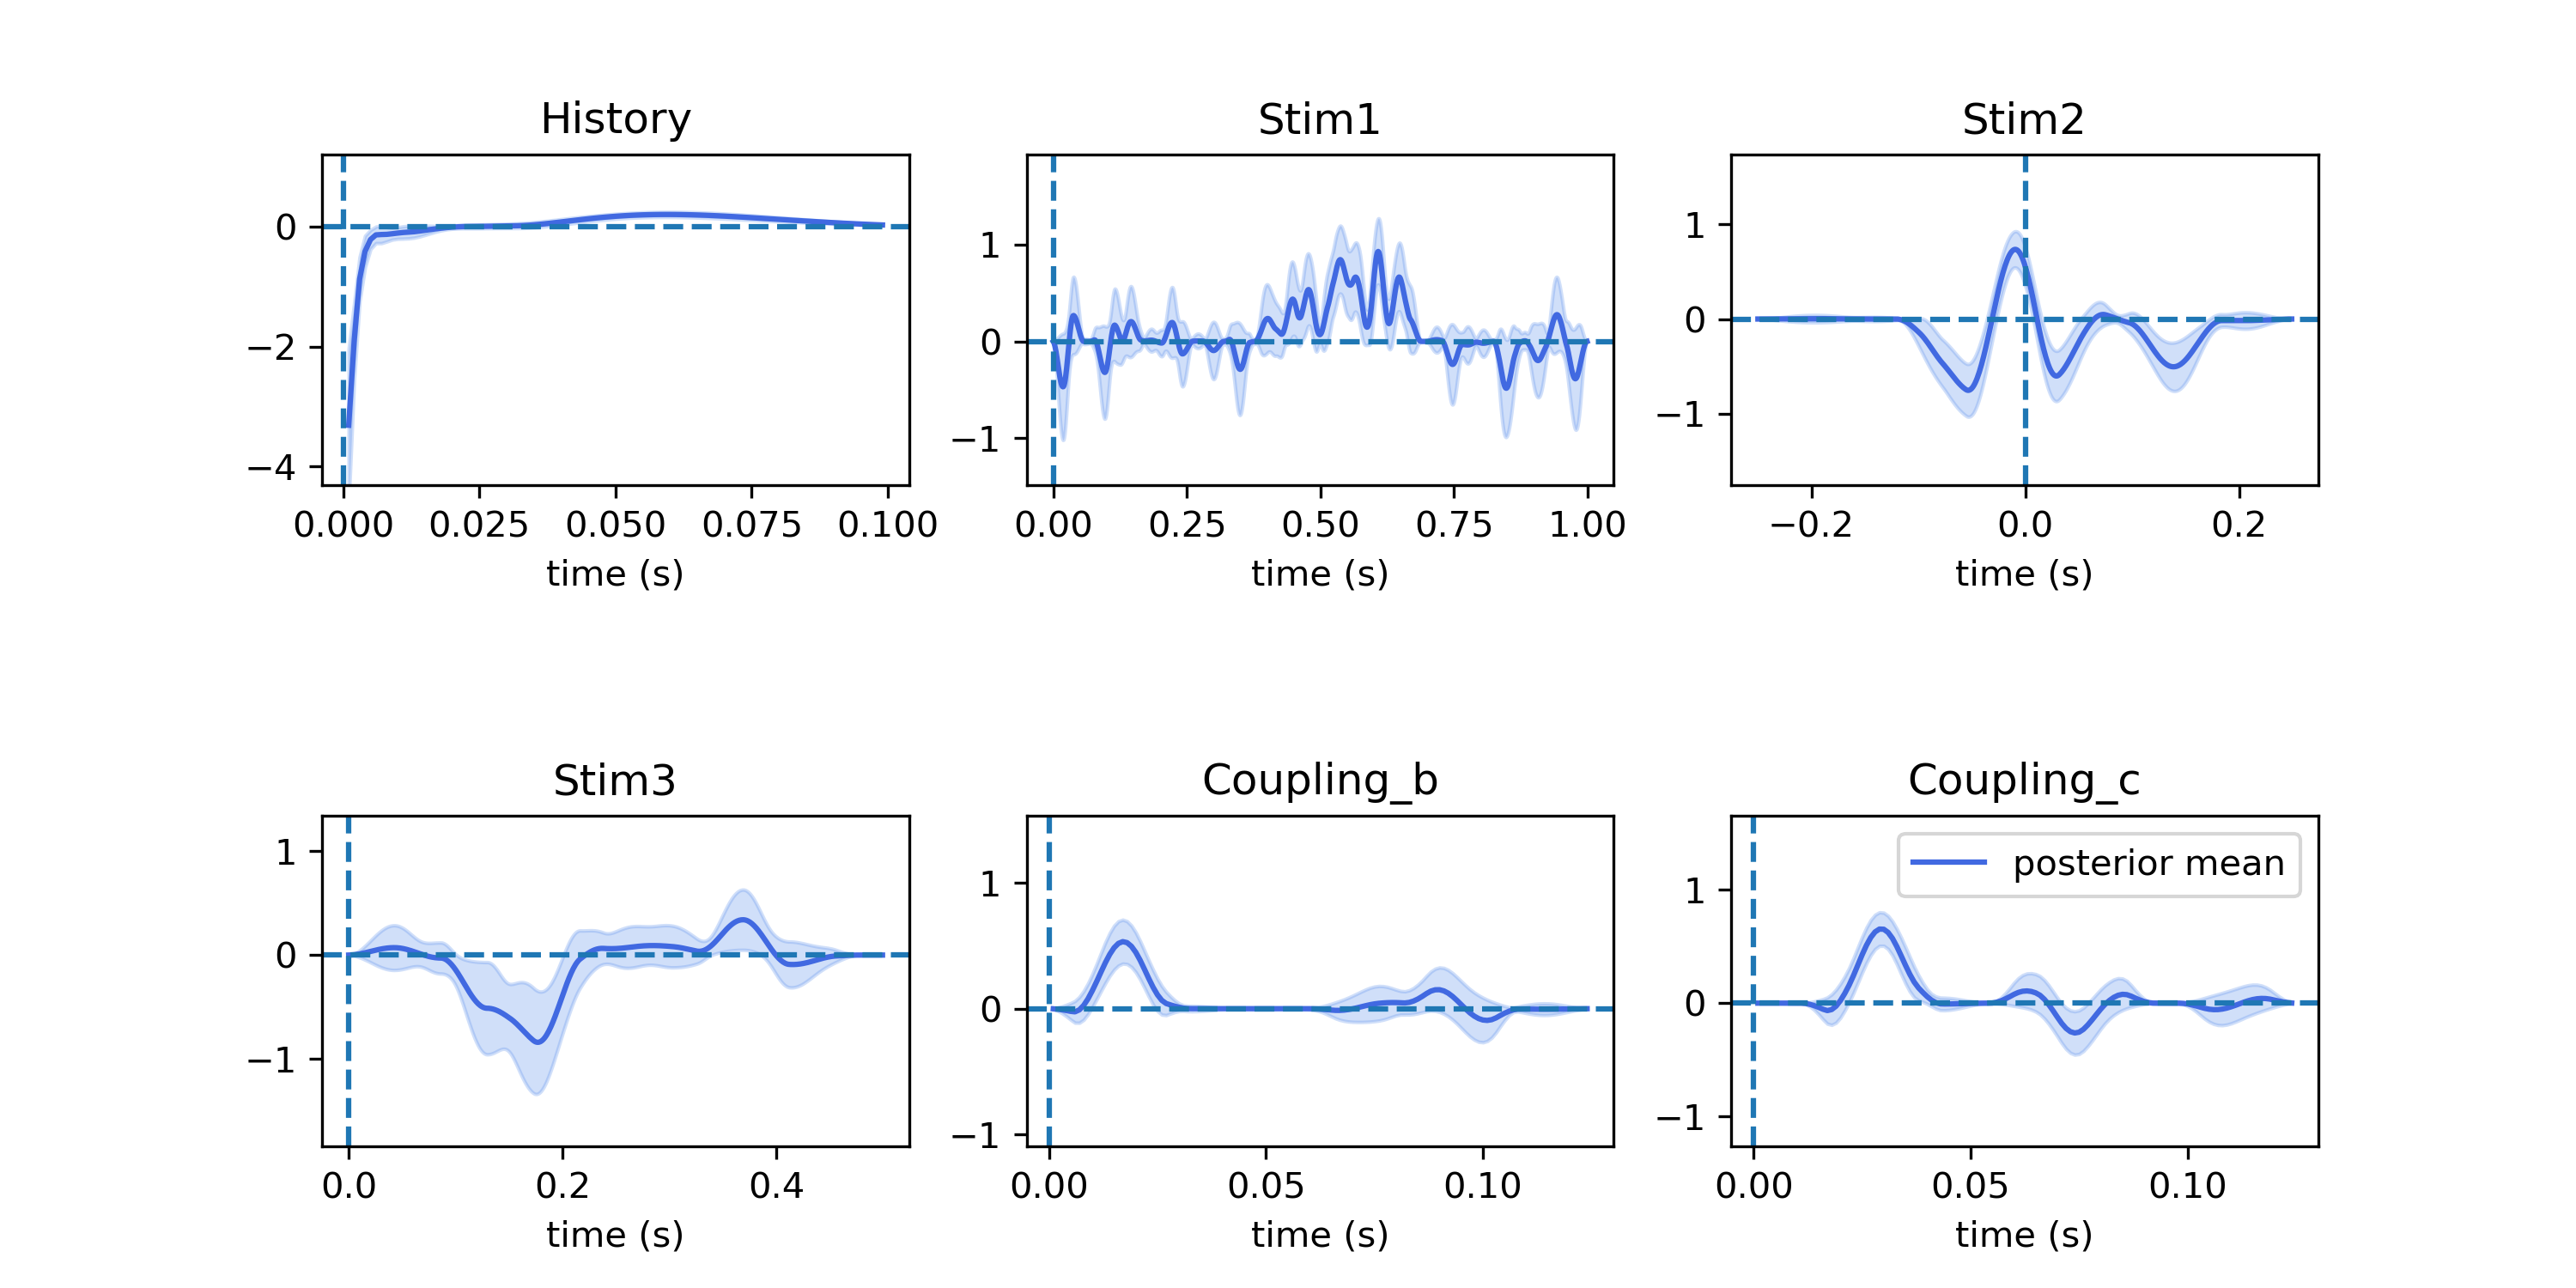 History
Stim1
Stim2
0
−2
−4
0.000 0.025 0.050 0.075 0.100
time (s)
1
0
−1
0.00 0.25 0.50 0.75 1.00
time (s)
1
0
−1
−0.2 0.0 0.2
time (s)
Stim3
Coupling_b
Coupling_c
1
0
−1
0.0 0.2 0.4
time (s)
1
0
−1
0.00 0.05 0.10
time (s)
posterior mean
1
0
−1
0.00 0.05 0.10
time (s)